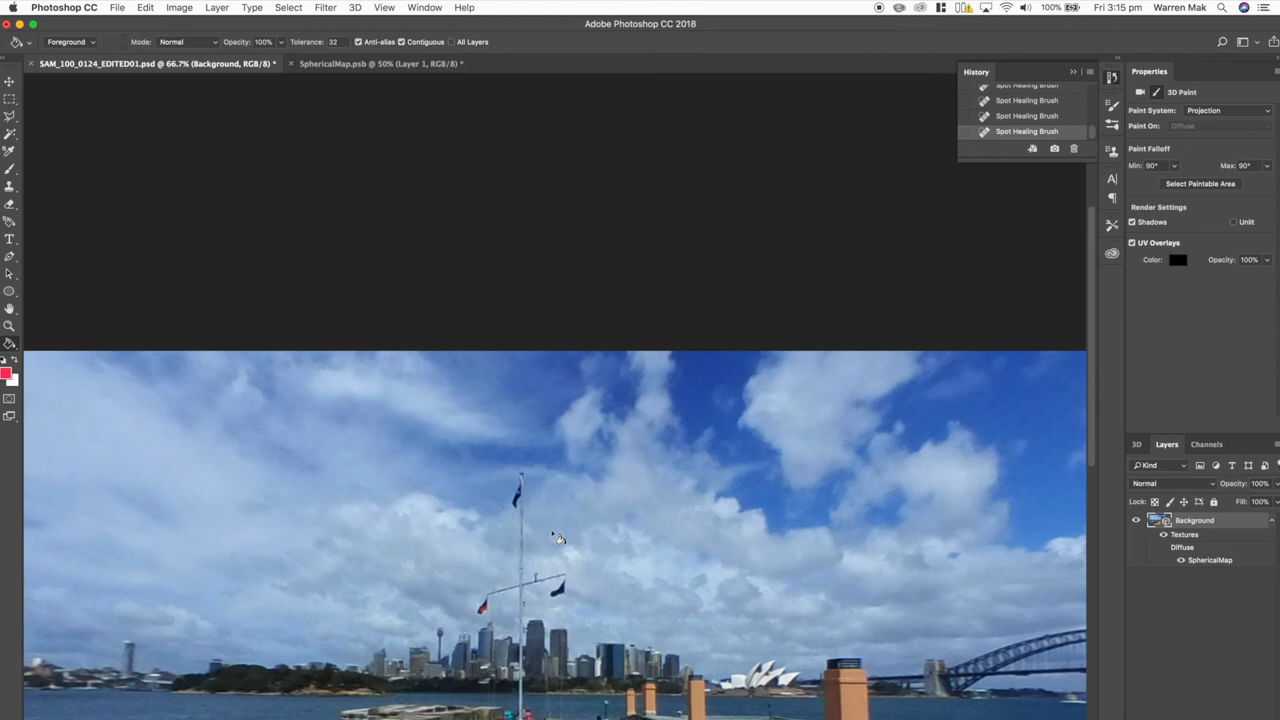 Photoshop CC File Edit Image Layer Type Select Filter 3D View Window Help 100% Fri 3:15 pm Warren Mak
Adobe Photoshop CC 2018
Foreground Mode: Normal Opacity: 100% Tolerance: 32 Anti-alias Contiguous All Layers
SAM_100_0124_EDITED01.psd @ 66.7% (Background, RGB/8) * SphericalMap.psb @ 50% (Layer 1, RGB/8) *
History
Spot Healing Brush
Spot Healing Brush
Spot Healing Brush
Spot Healing Brush
Properties
3D Paint
Paint System: Projection
Paint On: Diffuse
Paint Falloff
Min: 90° Max: 90°
Select Paintable Area
Render Settings
Shadows Unlit
UV Overlays
Color: Opacity: 100%
3D Layers Channels
Kind
Normal Opacity: 100%
Lock: Fill: 100%
Background
Textures
Diffuse
SphericalMap